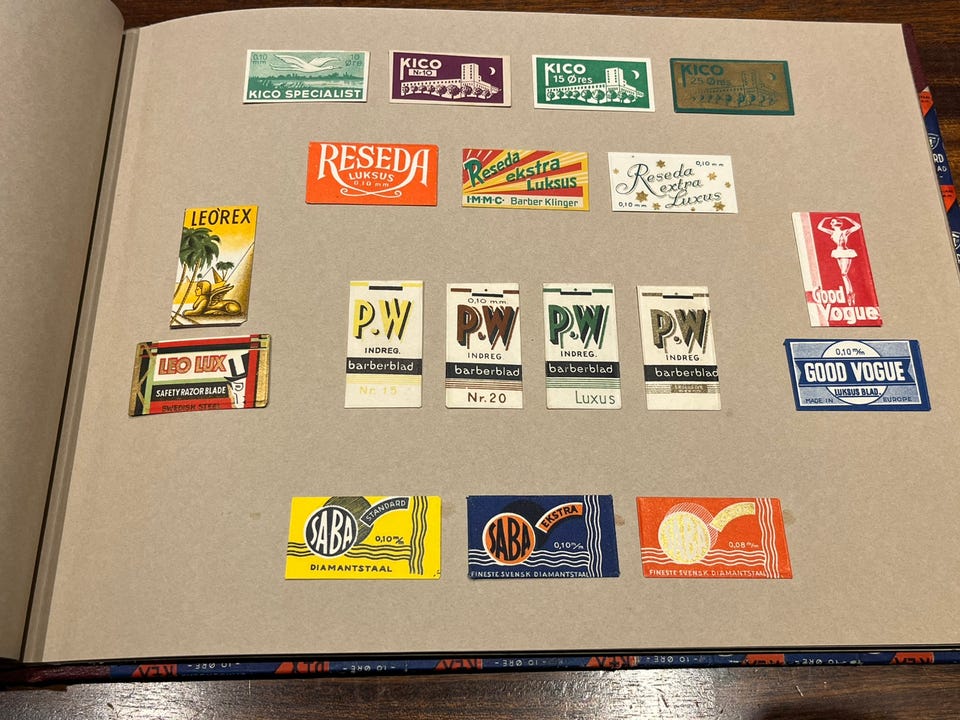 0.10 mm
10 Øre
KICO SPECIALIST
KICO
Nr10
KICO
15 Øres
KICO
25 Øres
RESEDA
LUKSUS
0.10 mm
Reseda
ekstra
Luksus
I·M·M·C· Barber Klinger
0,10 mm
Reseda
extra
Luxus
0,10 mm
LEO'REX
Good
Vogue
P.W
INDREG.
barberblad
Nr. 15
0,10 mm.
P.W
INDREG
barberblad
Nr.20
P.W
INDREG
barberblad
Luxus
P.W
INDREG.
barberblad
LEO LUX
SAFETY RAZOR BLADE
SWEDISH STEEL
0,10 m/m
GOOD VOGUE
LUKSUS BLAD.
MADE IN EUROPE
SABA
STANDARD
0,10 m/m
DIAMANTSTAAL
SABA
EKSTRA
0,10 m/m
FINESTE SVENSK DIAMANTSTAAL
0,08 m/m
FINESTE SVENSK DIAMANTSTAAL
- 10 ØRE -